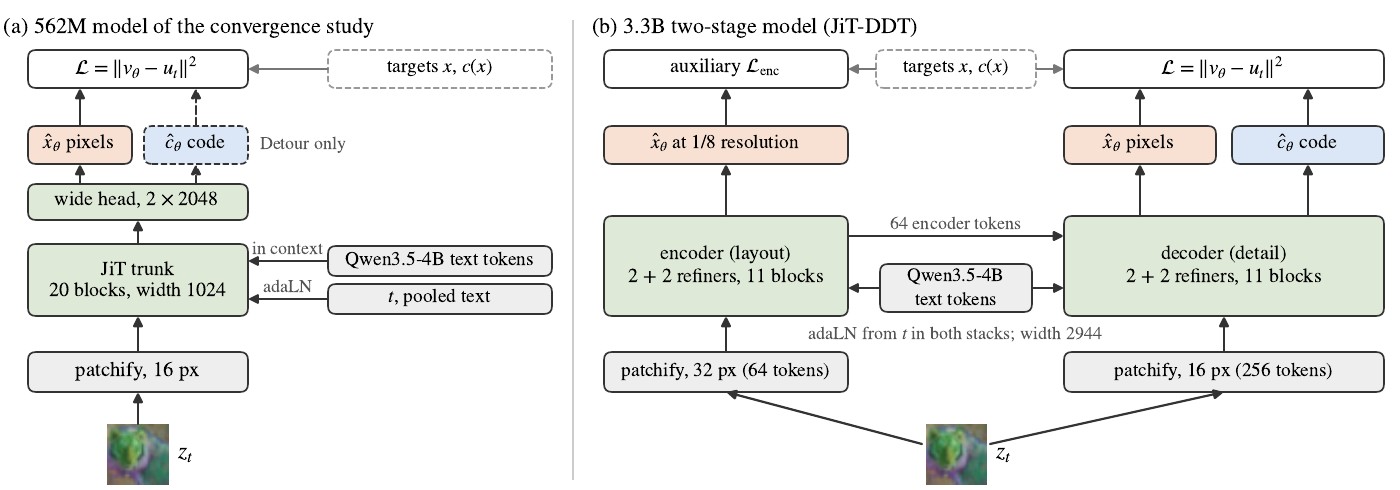 (a) 562M model of the convergence study
ℒ = ‖v_θ − u_t‖²
targets x, c(x)
x̂_θ pixels
ĉ_θ code
Detour only
wide head, 2 × 2048
JiT trunk
20 blocks, width 1024
in context
Qwen3.5-4B text tokens
adaLN
t, pooled text
patchify, 16 px
z_t
(b) 3.3B two-stage model (JiT-DDT)
auxiliary ℒ_enc
targets x, c(x)
ℒ = ‖v_θ − u_t‖²
x̂_θ at 1/8 resolution
x̂_θ pixels
ĉ_θ code
encoder (layout)
2 + 2 refiners, 11 blocks
64 encoder tokens
Qwen3.5-4B
text tokens
decoder (detail)
2 + 2 refiners, 11 blocks
adaLN from t in both stacks; width 2944
patchify, 32 px (64 tokens)
patchify, 16 px (256 tokens)
z_t